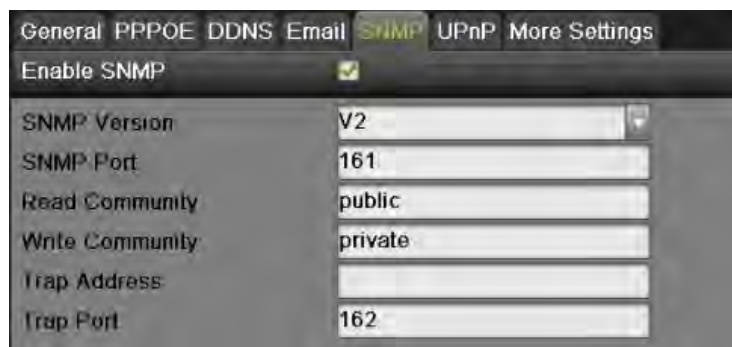 General PPPOE DDNS Email SNMP UPnP More Settings
Enable SNMP
SNMP Version V2
SNMP Port 161
Read Community public
Write Community private
Trap Address
Trap Port 162